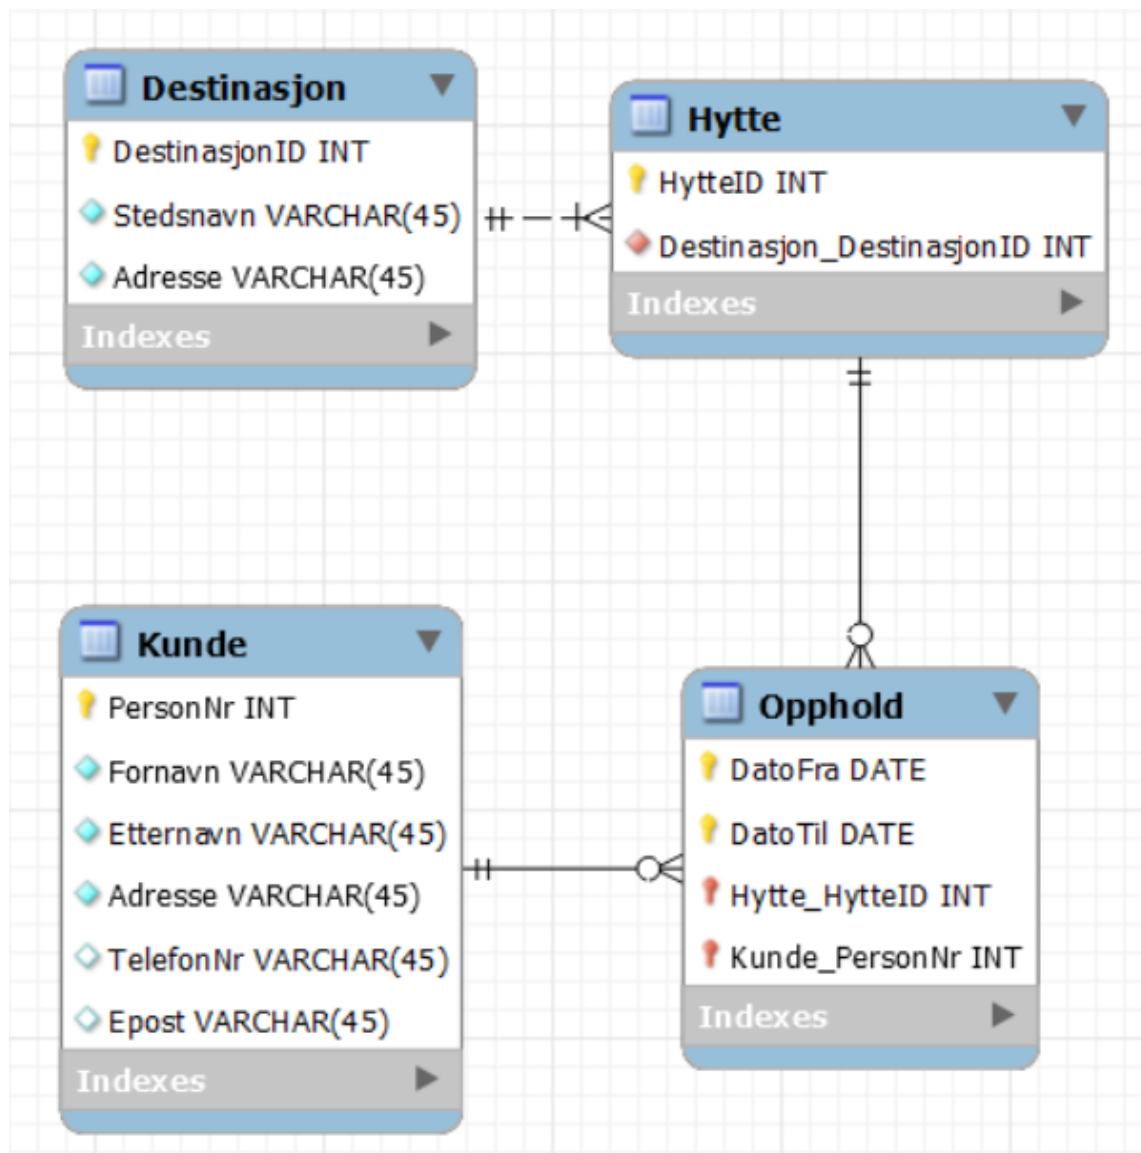 Destinasjon
DestinasjonID INT
Stedsnavn VARCHAR(45)
Adresse VARCHAR(45)
Indexes
Hytte
HytteID INT
Destinasjon_DestinasjonID INT
Indexes
Kunde
PersonNr INT
Fornavn VARCHAR(45)
Etternavn VARCHAR(45)
Adresse VARCHAR(45)
TelefonNr VARCHAR(45)
Epost VARCHAR(45)
Indexes
Opphold
DatoFra DATE
DatoTil DATE
Hytte_HytteID INT
Kunde_PersonNr INT
Indexes